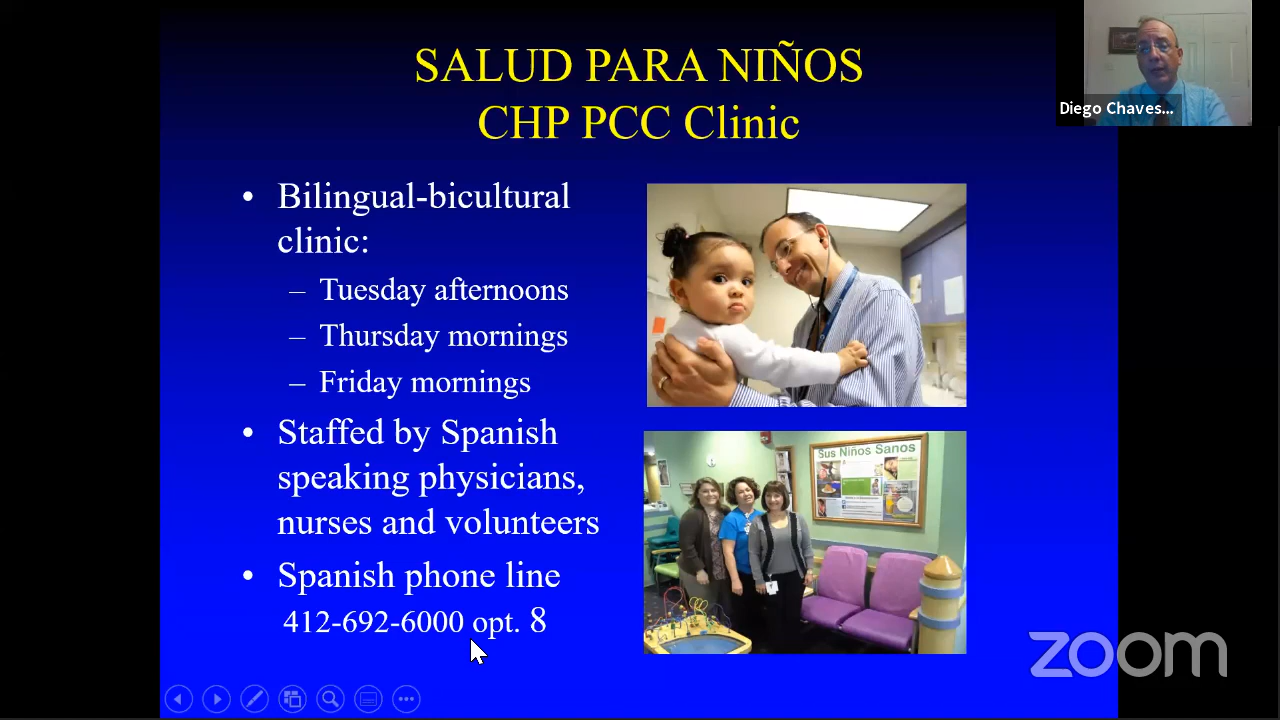 SALUD PARA NIÑOS
CHP PCC Clinic
Diego Chaves...
• Bilingual-bicultural
clinic:
– Tuesday afternoons
– Thursday mornings
– Friday mornings
• Staffed by Spanish
speaking physicians,
nurses and volunteers
• Spanish phone line
412-692-6000 opt. 8
Sus Niños Sanos
zoom